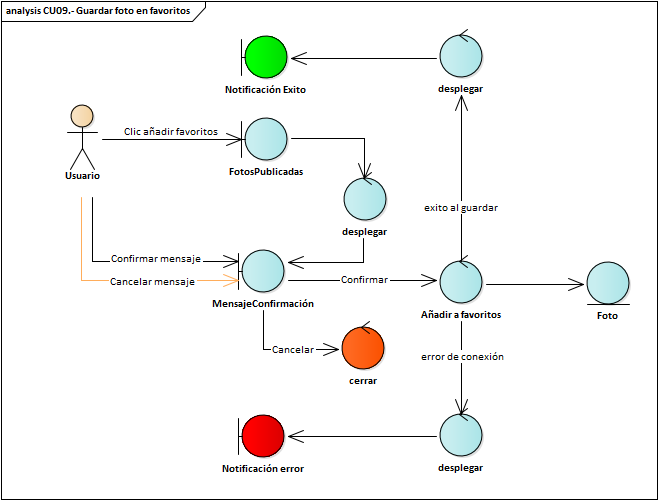 analysis CU09.- Guardar foto en favoritos
Notificación Exito
desplegar
Clic añadir favoritos
FotosPublicadas
Usuario
desplegar
exito al guardar
Confirmar mensaje
Cancelar mensaje
Confirmar
MensajeConfirmación
Añadir a favoritos
Foto
Cancelar
error de conexión
cerrar
Notificación error
desplegar